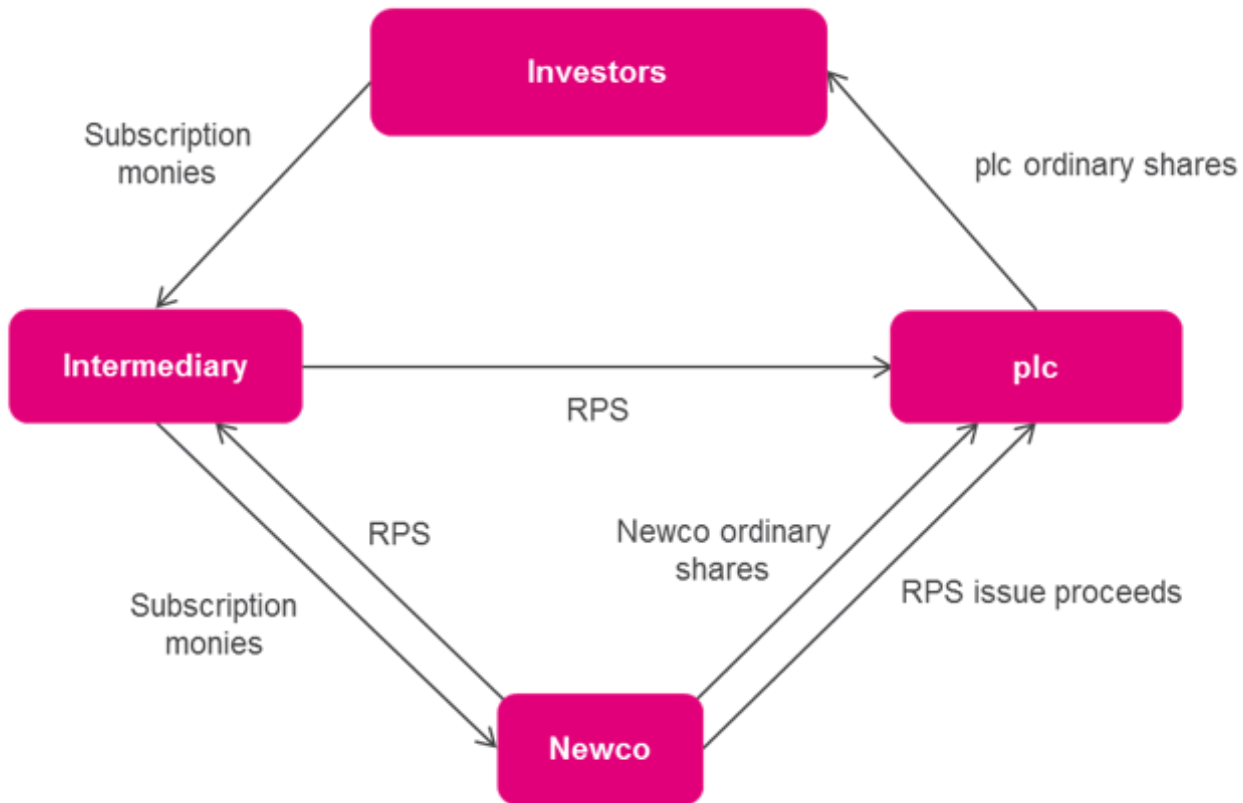 Investors
Subscription
monies
plc ordinary shares
Intermediary
plc
RPS
RPS
Newco ordinary
shares
RPS issue proceeds
Subscription
monies
Newco